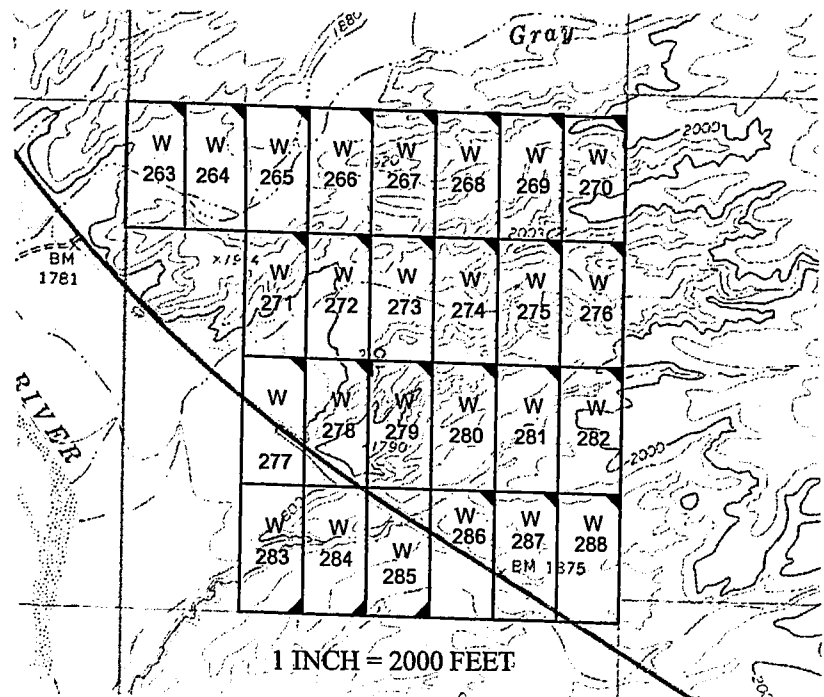 1880
Gray
W W W W W W W W
263 264 265 266 267 268 269 270
2000
BM
1781
W W W W W W
271 272 273 274 275 276
RIVER
W W W W W W
277 278 279 280 281 282
1790
2000
W W W W W W
283 284 285 286 287 288
BM 1875
1 INCH = 2000 FEET